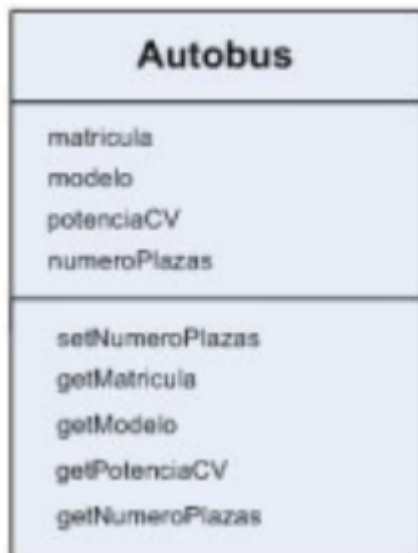 Autobus
matricula
modelo
potenciaCV
numeroPlazas
setNumeroPlazas
getMatricula
getModelo
getPotenciaCV
getNumeroPlazas